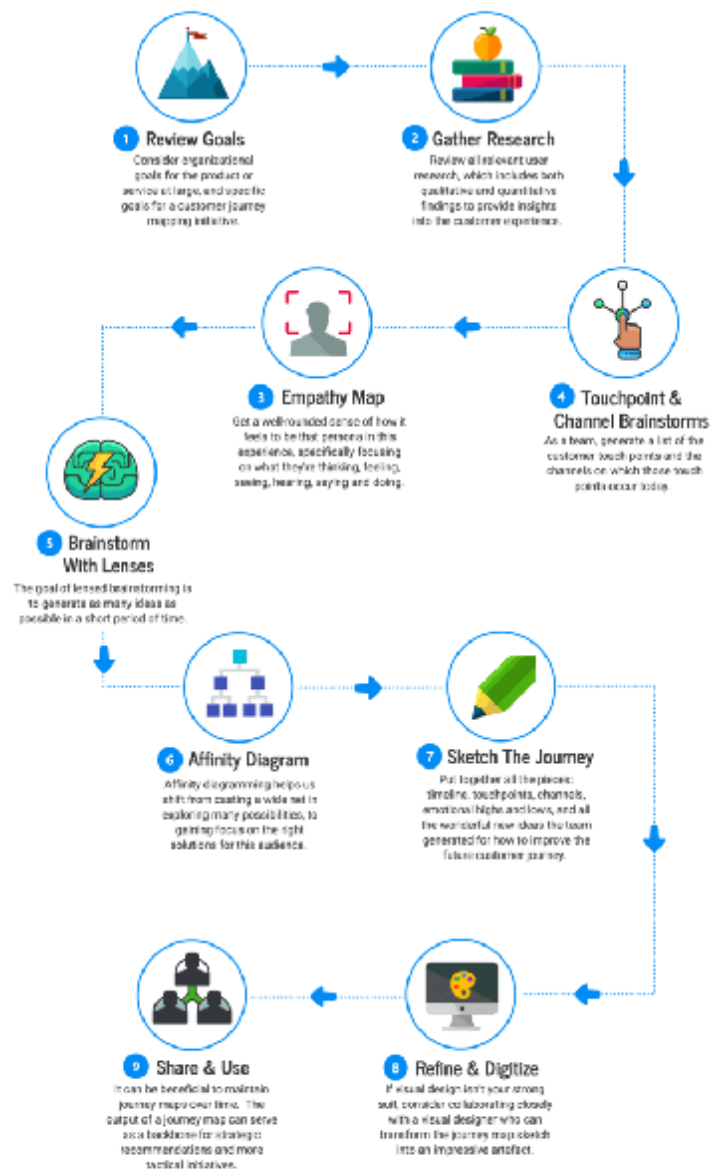 1 Review Goals
Consider organizational
goals for the product or
service at large, and specific
goals for a customer journey
mapping initiative.
2 Gather Research
Review all relevant user
research, which includes both
qualitative and quantitative
findings to provide insights
into the customer experience.
3 Empathy Map
Get a well-rounded sense of how it
feels to be that persona in this
experience, specifically focusing
on what they're thinking, feeling,
seeing, hearing, saying and doing.
4 Touchpoint &
Channel Brainstorms
As a team, generate a list of the
customer touch points and the
channels on which those touch
points occur today.
5 Brainstorm
With Lenses
The goal of lensed brainstorming is
to generate as many ideas as
possible in a short period of time.
6 Affinity Diagram
Affinity diagramming helps us
shift from casting a wide net in
exploring many possibilities, to
gaining focus on the right
solutions for this audience.
7 Sketch The Journey
Put together all the pieces:
timeline, touchpoints, channels,
emotional highs and lows, and all
the wonderful new ideas the team
generated for how to improve the
future customer journey.
8 Refine & Digitize
If visual design isn't your strong
suit, consider collaborating closely
with a visual designer who can
transform the journey map sketch
into an impressive artefact.
9 Share & Use
It can be beneficial to maintain
journey maps over time. The
output of a journey map can serve
as a backbone for strategic
recommendations and more
tactical initiatives.